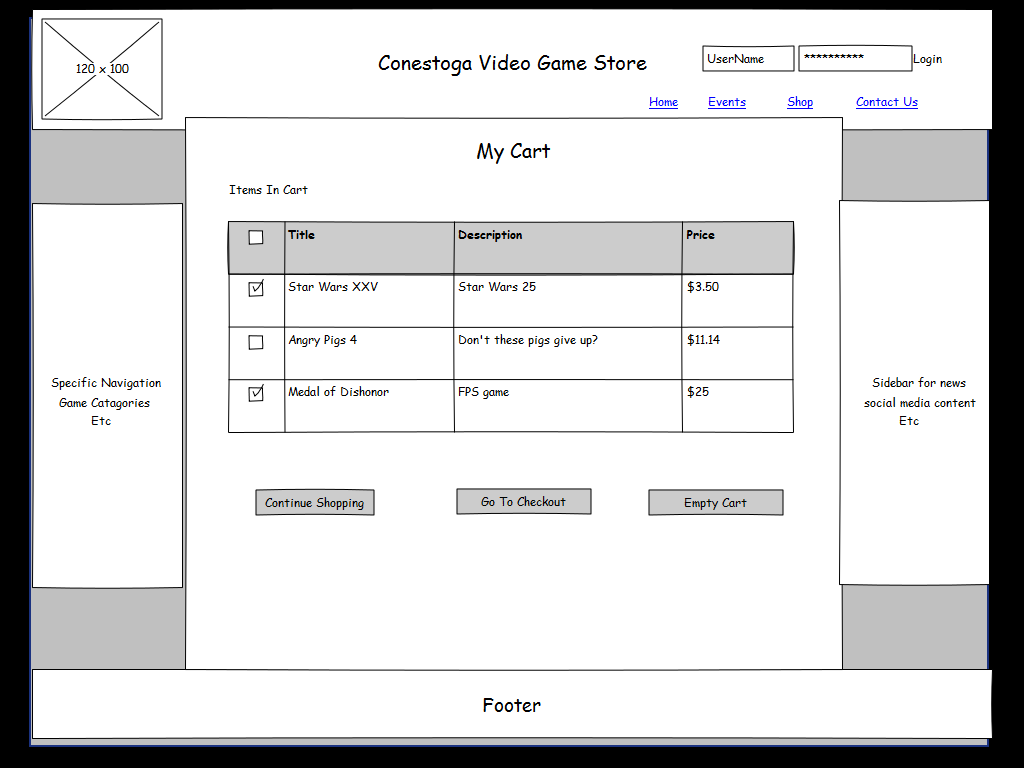 120 x 100
Conestoga Video Game Store
UserName
**********
Login
Home Events Shop Contact Us
My Cart
Items In Cart
Title Description Price
Star Wars XXV Star Wars 25 $3.50
Angry Pigs 4 Don't these pigs give up? $11.14
Medal of Dishonor FPS game $25
Specific Navigation
Game Catagories
Etc
Sidebar for news
social media content
Etc
Continue Shopping Go To Checkout Empty Cart
Footer